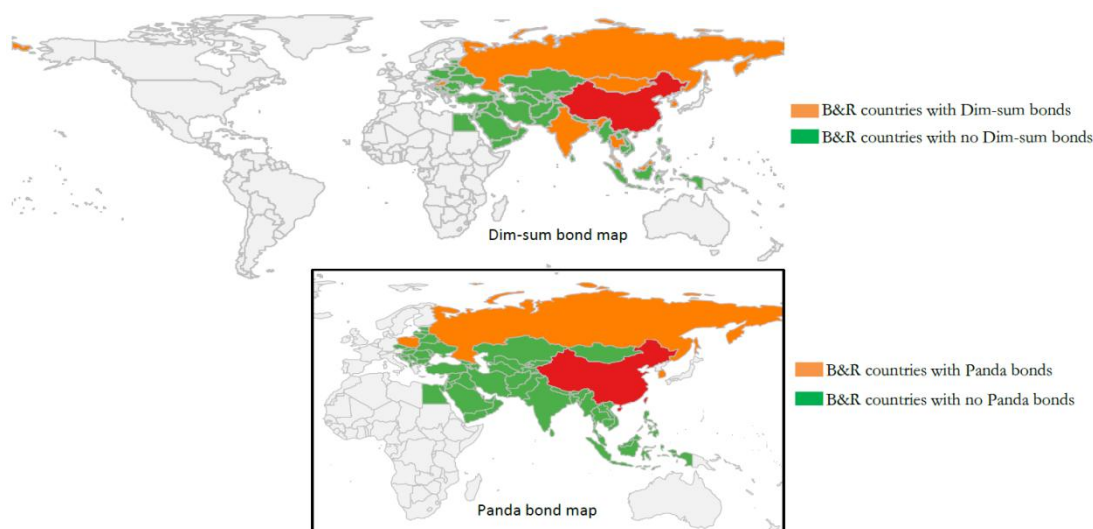 B&R countries with Dim-sum bonds
B&R countries with no Dim-sum bonds
Dim-sum bond map
B&R countries with Panda bonds
B&R countries with no Panda bonds
Panda bond map